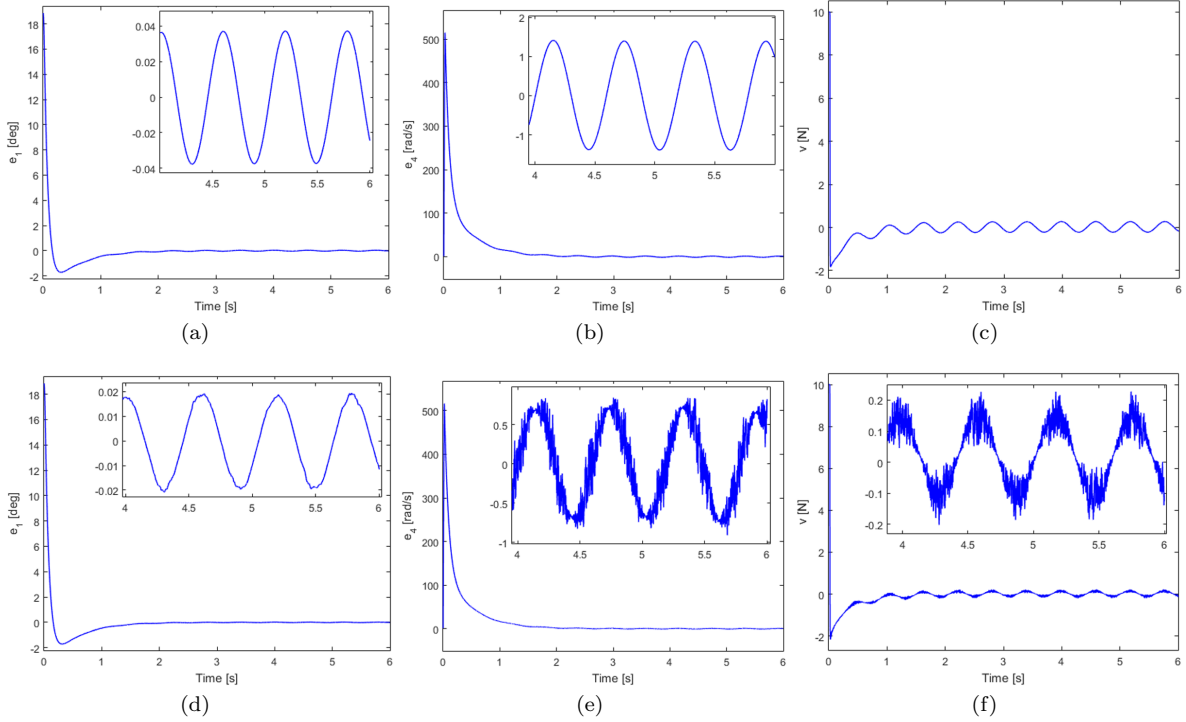 18
16
14
12
10
8
6
4
2
0
-2
e1 [deg]
0 1 2 3 4 5 6
Time [s]
0.04
0.02
0
-0.02
-0.04
4.5 5 5.5 6
(a)
500
400
300
200
100
0
e4 [rad/s]
0 1 2 3 4 5 6
Time [s]
2
1
0
-1
4 4.5 5 5.5
(b)
10
8
6
4
2
0
-2
v [N]
0 1 2 3 4 5 6
Time [s]
(c)
18
16
14
12
10
8
6
4
2
0
-2
e1 [deg]
0 1 2 3 4 5 6
Time [s]
0.02
0.01
0
-0.01
-0.02
4 4.5 5 5.5 6
(d)
500
400
300
200
100
0
e4 [rad/s]
0 1 2 3 4 5 6
Time [s]
0.5
0
-0.5
-1
4 4.5 5 5.5 6
(e)
10
8
6
4
2
0
-2
v [N]
0 1 2 3 4 5 6
Time [s]
0.2
0.1
0
-0.1
-0.2
4 4.5 5 5.5 6
(f)